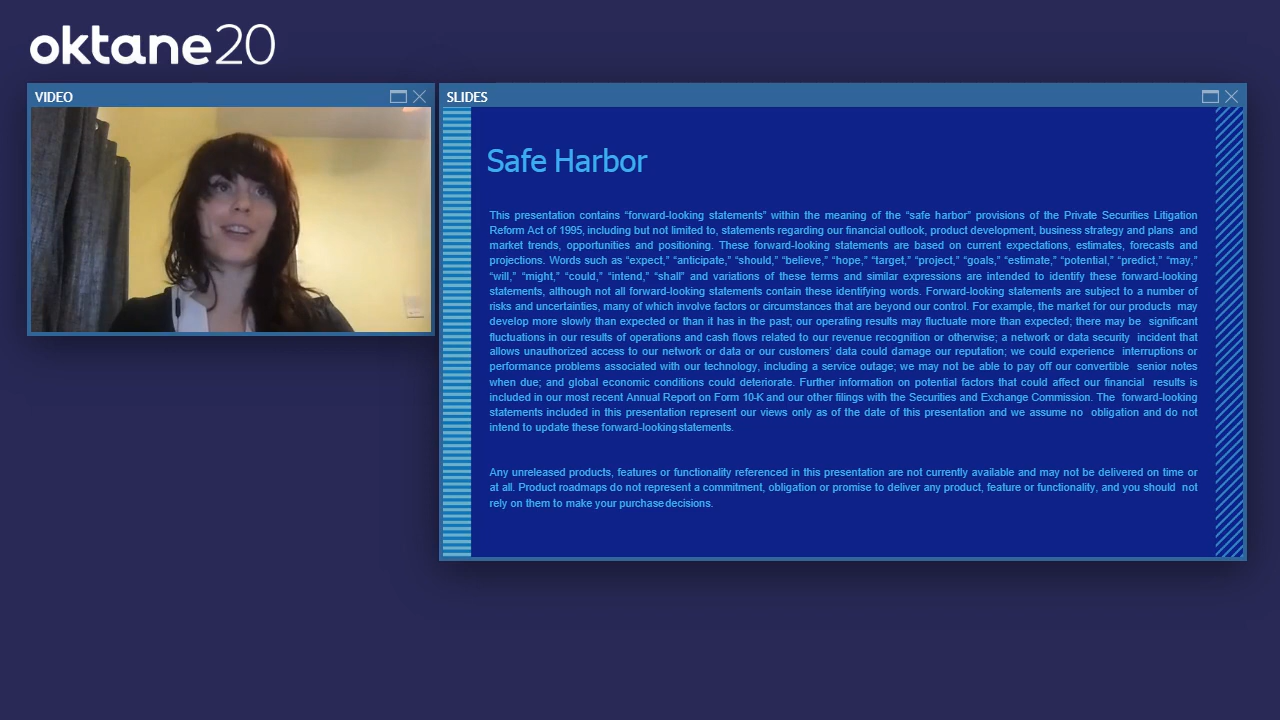 oktane20
VIDEO
SLIDES
Safe Harbor
This presentation contains “forward-looking statements” within the meaning of the “safe harbor” provisions of the Private Securities Litigation
Reform Act of 1995, including but not limited to, statements regarding our financial outlook, product development, business strategy and plans and
market trends, opportunities and positioning. These forward-looking statements are based on current expectations, estimates, forecasts and
projections. Words such as “expect,” “anticipate,” “should,” “believe,” “hope,” “target,” “project,” “goals,” “estimate,” “potential,” “predict,” “may,”
“will,” “might,” “could,” “intend,” “shall” and variations of these terms and similar expressions are intended to identify these forward-looking
statements, although not all forward-looking statements contain these identifying words. Forward-looking statements are subject to a number of
risks and uncertainties, many of which involve factors or circumstances that are beyond our control. For example, the market for our products may
develop more slowly than expected or than it has in the past; our operating results may fluctuate more than expected; there may be significant
fluctuations in our results of operations and cash flows related to our revenue recognition or otherwise; a network or data security incident that
allows unauthorized access to our network or data or our customers’ data could damage our reputation; we could experience interruptions or
performance problems associated with our technology, including a service outage; we may not be able to pay off our convertible senior notes
when due; and global economic conditions could deteriorate. Further information on potential factors that could affect our financial results is
included in our most recent Annual Report on Form 10-K and our other filings with the Securities and Exchange Commission. The forward-looking
statements included in this presentation represent our views only as of the date of this presentation and we assume no obligation and do not
intend to update these forward-looking statements.
Any unreleased products, features or functionality referenced in this presentation are not currently available and may not be delivered on time or
at all. Product roadmaps do not represent a commitment, obligation or promise to deliver any product, feature or functionality, and you should not
rely on them to make your purchase decisions.